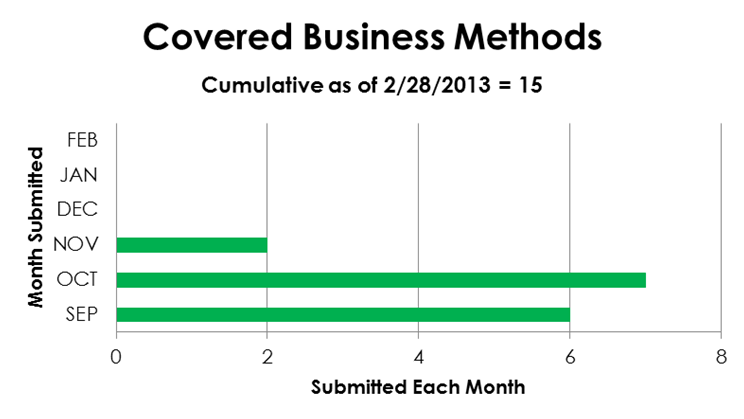 Covered Business Methods
Cumulative as of 2/28/2013 = 15
Month Submitted
FEB
JAN
DEC
NOV
OCT
SEP
0 2 4 6 8
Submitted Each Month